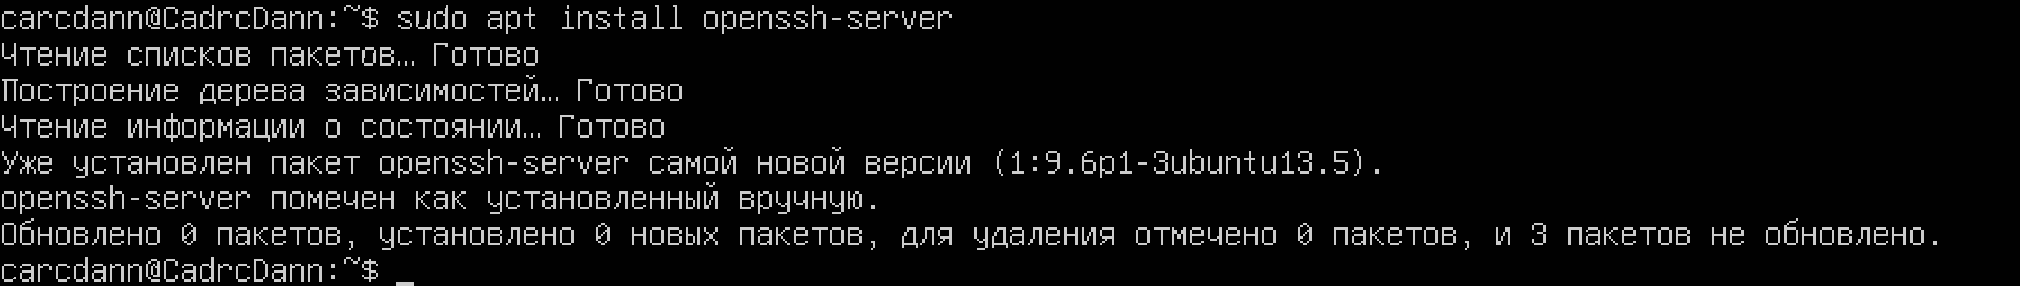 carcdann@CadrcDann:~$ sudo apt install openssh-server
Чтение списков пакетов… Готово
Построение дерева зависимостей… Готово
Чтение информации о состоянии… Готово
Уже установлен пакет openssh-server самой новой версии (1:9.6p1-3ubuntu13.5).
openssh-server помечен как установленный вручную.
Обновлено 0 пакетов, установлено 0 новых пакетов, для удаления отмечено 0 пакетов, и 3 пакетов не обновлено.
carcdann@CadrcDann:~$ _